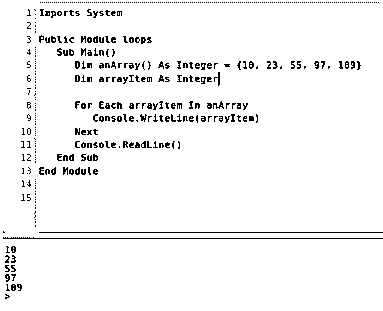 1 Imports System
2
3 Public Module loops
4 Sub Main()
5 Dim anArray() As Integer = {10, 23, 55, 97, 109}
6 Dim arrayItem As Integer
7
8 For Each arrayItem In anArray
9 Console.WriteLine(arrayItem)
10 Next
11 Console.ReadLine()
12 End Sub
13 End Module
14
15
10
23
55
97
109
>